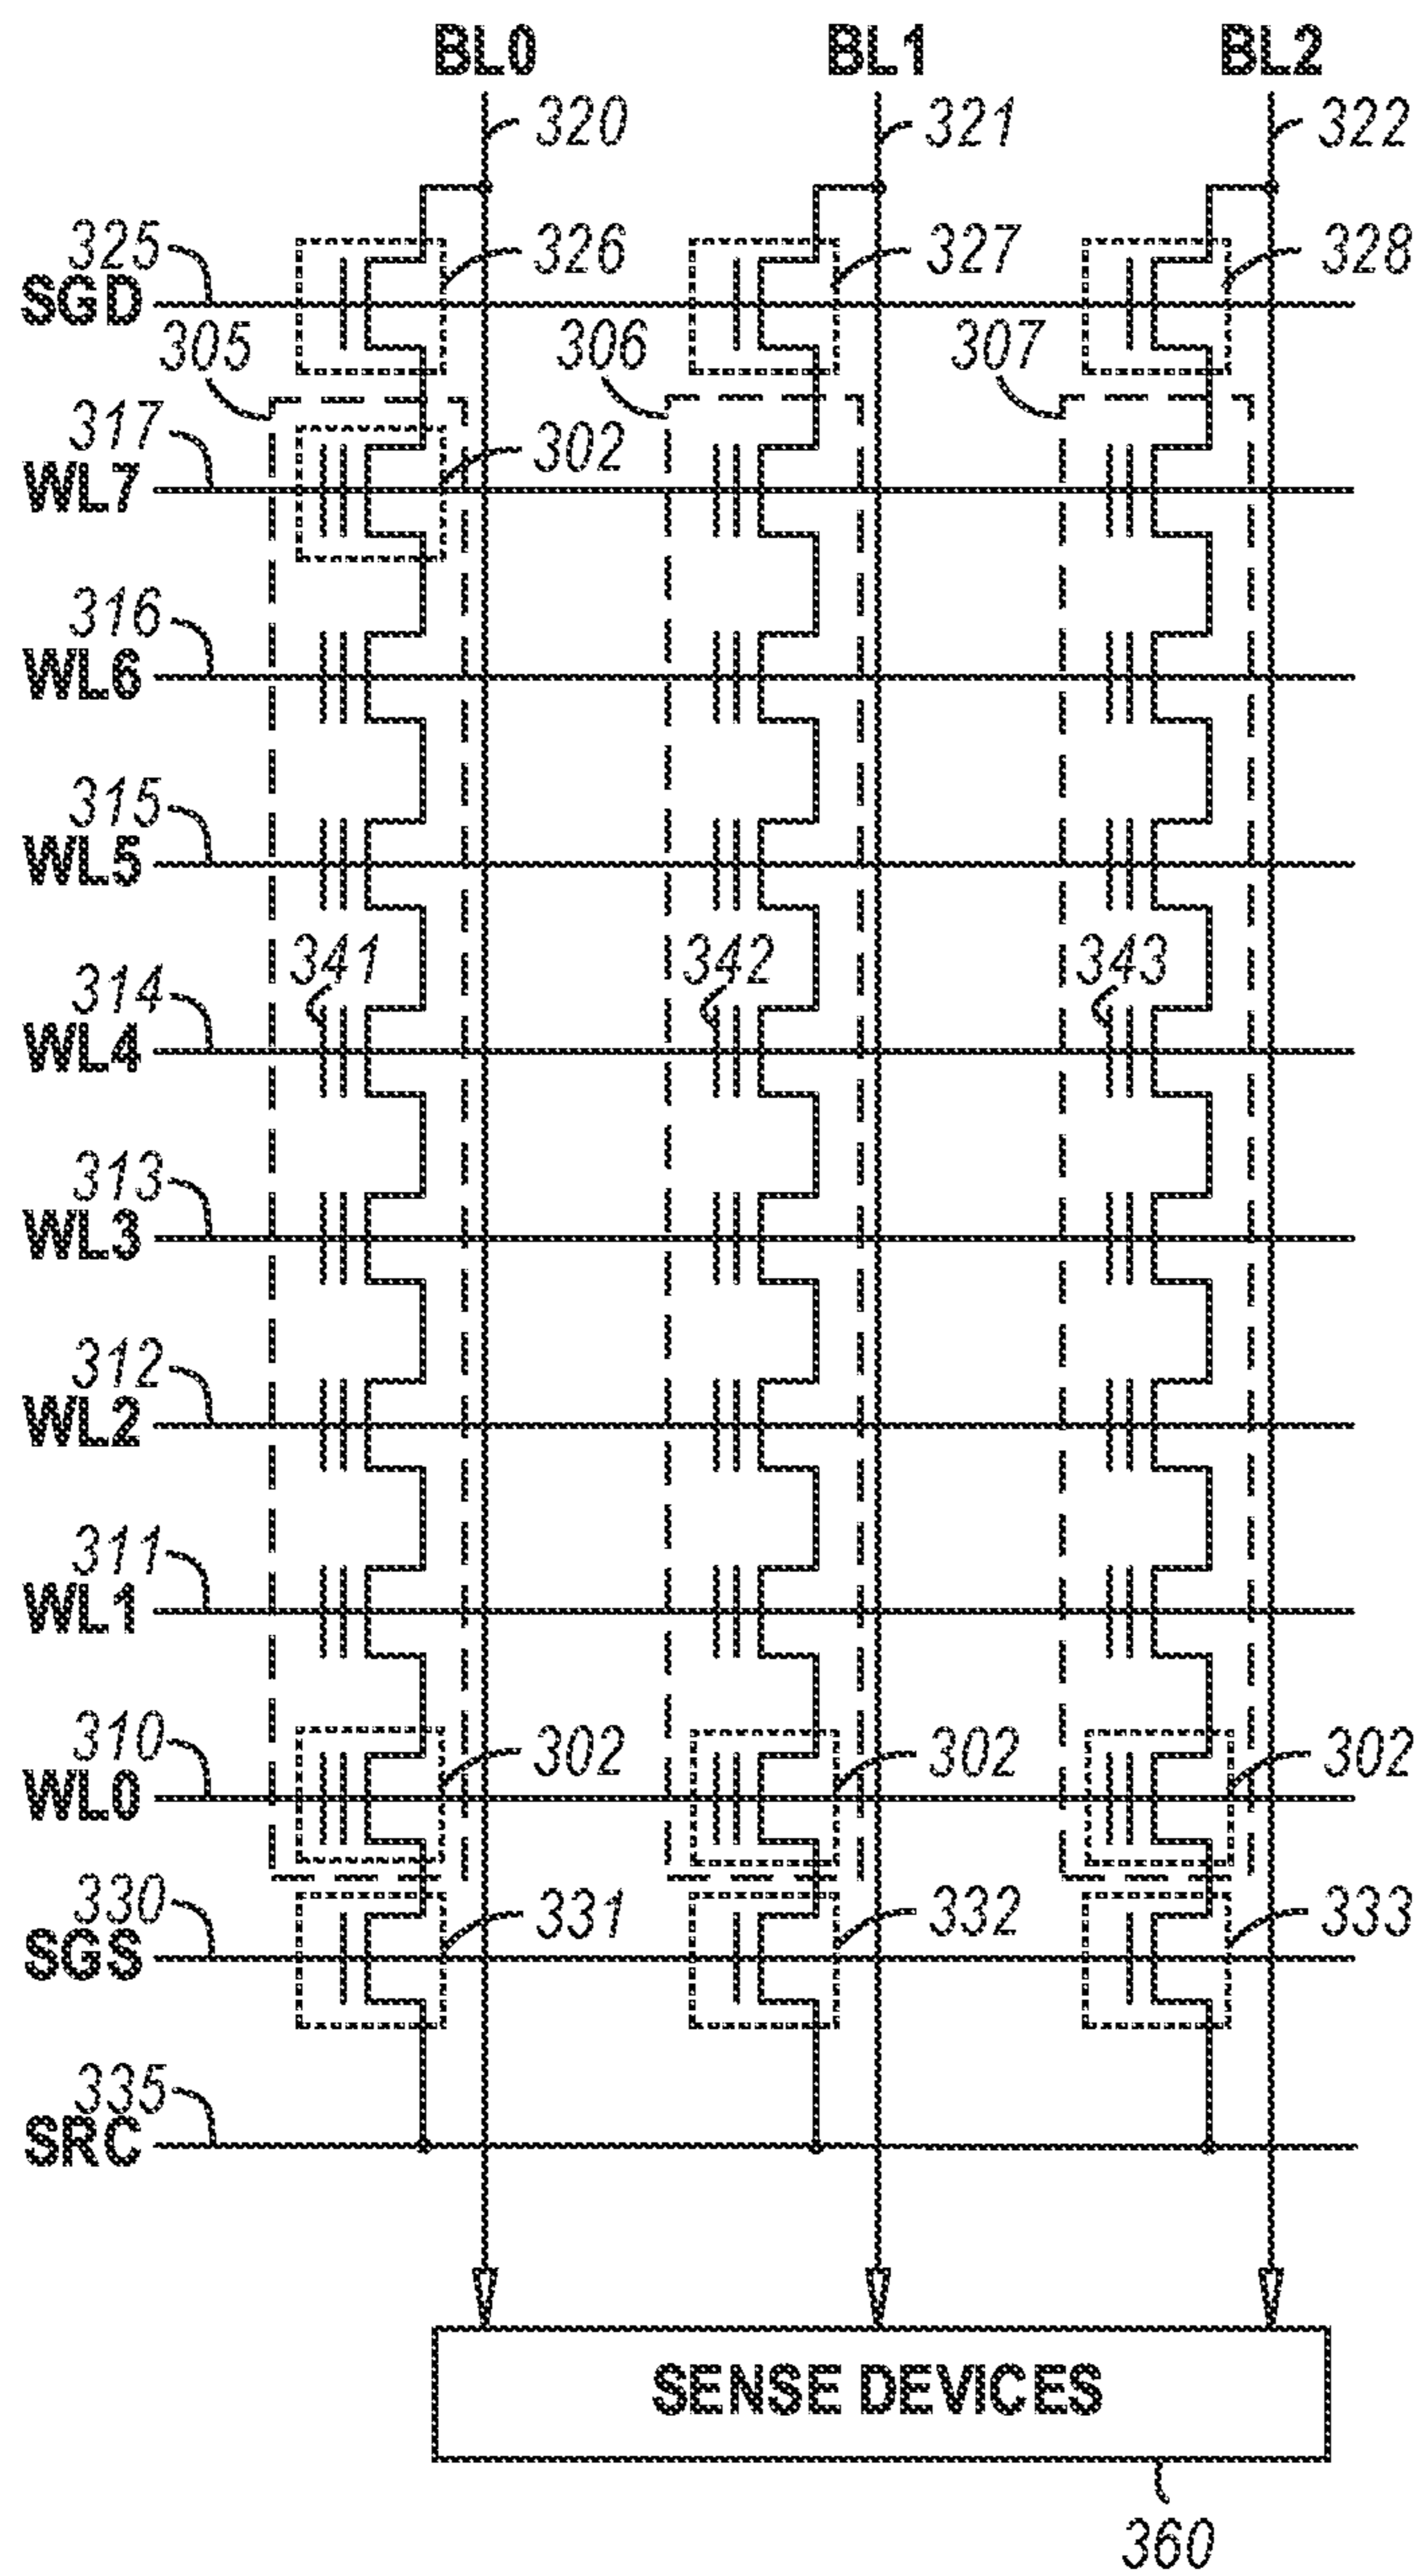 BL0 BL1 BL2
320 321 322
325 326 327 328
SGD
305 306 307
317 302
WL7
316
WL6
315
WL5
341 342 343
314
WL4
313
WL3
312
WL2
311
WL1
310 302 302 302
WL0
330 331 332 333
SGS
335
SRC
SENSE DEVICES
360